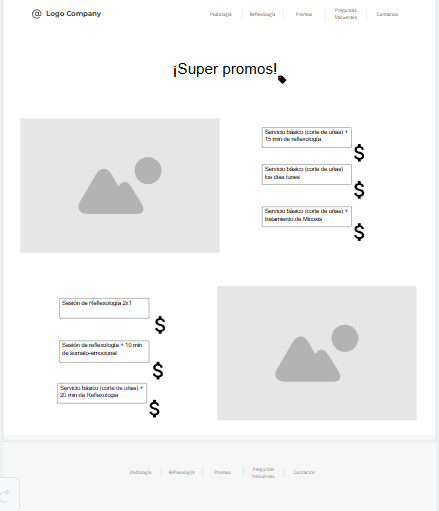 @ Logo Company
Podología
Reflexología
Promos
Preguntas
frecuentes
Contactos
¡Super promos!
Servicio básico (corte de uñas) +
15 min de reflexología
$
Servicio básico (corte de uñas)
los días lunes
$
Servicio básico (corte de uñas) +
tratamiento de Micosis
$
Sesión de Reflexología 2x1
$
Sesión de reflexología + 10 min
de somato-emocional
$
Servicio básico (corte de uñas) +
20 min de Reflexología
$
Podología
Reflexología
Promos
Preguntas
frecuentes
Contactos